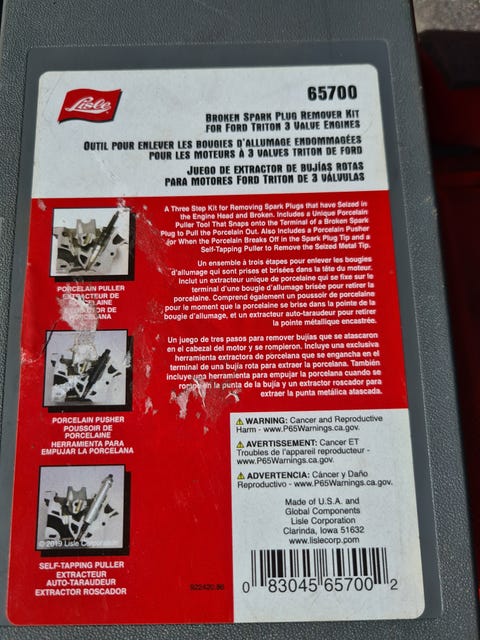 Lisle
65700
BROKEN SPARK PLUG REMOVER KIT
FOR FORD TRITON 3 VALVE ENGINES
OUTIL POUR ENLEVER LES BOUGIES D'ALLUMAGE ENDOMMAGÉES
POUR LES MOTEURS À 3 VALVES TRITON DE FORD
JUEGO DE EXTRACTOR DE BUJÍAS ROTAS
PARA MOTORES FORD TRITON DE 3 VÁLVULAS
A Three Step Kit for Removing Spark Plugs that have Seized in
the Engine Head and Broken. Includes a Unique Porcelain
Puller Tool That Snaps onto the Terminal of a Broken Spark
Plug to Pull the Porcelain Out. Also Includes a Porcelain Pusher
for When the Porcelain Breaks Off in the Spark Plug Tip and a
Self-Tapping Puller to Remove the Seized Metal Tip.
Un ensemble à trois étapes pour enlever les bougies
d'allumage qui sont prises et brisées dans la tête du moteur.
Inclut un extracteur unique de porcelaine qui se fixe sur le
terminal d'une bougie d'allumage brisée pour retirer la
porcelaine. Comprend également un poussoir de porcelaine
pour le moment que la porcelaine se brise dans la pointe de la
bougie d'allumage, et un extracteur auto-taraudeur pour retirer
la pointe métallique encastrée.
Un juego de tres pasos para remover bujías que se atascaron
en el cabezal del motor y se rompieron. Incluye una exclusiva
herramienta extractora de porcelana que se engancha en el
terminal de una bujía rota para extraer la porcelana. También
incluye una herramienta para empujar la porcelana cuando se
rompe en la punta de la bujía y un extractor roscador para
extraer la punta metálica atascada.
PORCELAIN PULLER
EXTRACTEUR DE
PORCELAINE
EXTRACTOR DE
PORCELANA
PORCELAIN PUSHER
POUSSOIR DE
PORCELAINE
HERRAMIENTA PARA
EMPUJAR LA PORCELANA
© 2019 Lisle Corporation
SELF-TAPPING PULLER
EXTRACTEUR
AUTO-TARAUDEUR
EXTRACTOR ROSCADOR
WARNING: Cancer and Reproductive
Harm - www.P65Warnings.ca.gov.
AVERTISSEMENT: Cancer ET
Troubles de l'appareil reproducteur -
www.P65Warnings.ca.gov.
ADVERTENCIA: Cáncer y Daño
Reproductivo - www.P65Warnings.ca.gov.
Made of U.S.A. and
Global Components
Lisle Corporation
Clarinda, Iowa 51632
www.lislecorp.com
0 83045 65700 2